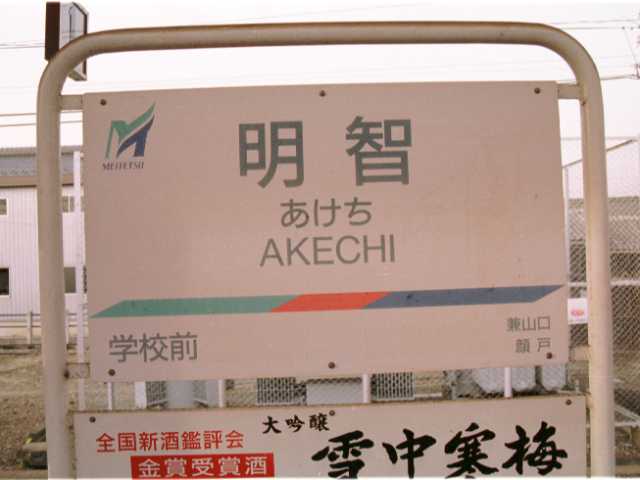 MEITETSU
明智
あけち
AKECHI
学校前
兼山口
顔戸
大吟醸
全国新酒鑑評会
金賞受賞酒
雪中寒梅